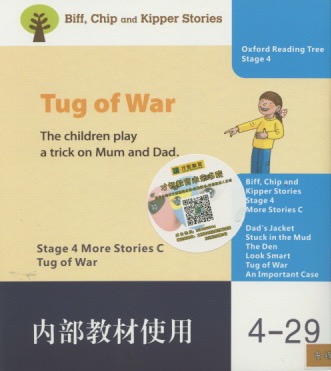 Biff, Chip and Kipper Stories
Oxford Reading Tree
Stage 4
Tug of War
The children play
a trick on Mum and Dad.
Biff, Chip and
Kipper Stories
Stage 4
More Stories C
Dad's Jacket
Stuck in the Mud
The Den
Look Smart
Tug of War
An Important Case
Stage 4 More Stories C
Tug of War
内部教材使用
4-29